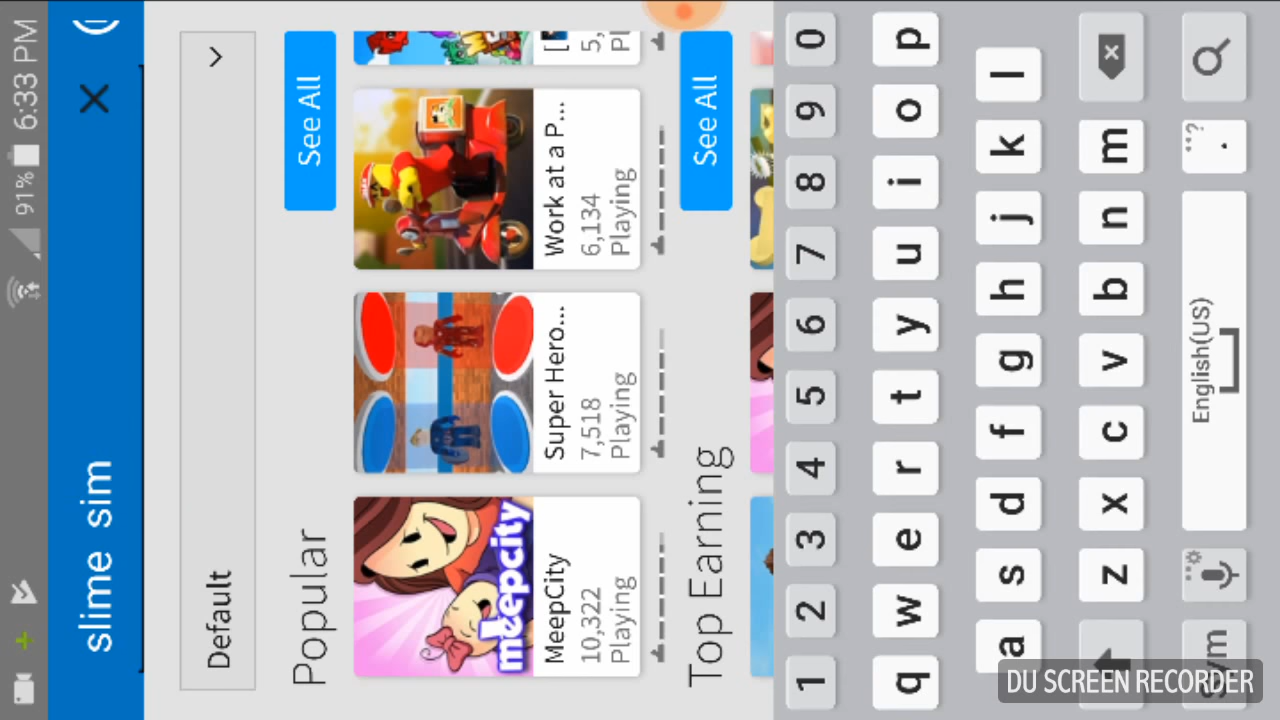 91% 6:33 PM
slime sim
Default
Popular
See All
meepcity
MeepCity
10,322
Playing
Super Hero...
7,518
Playing
Work at a P...
6,134
Playing
[
5,
Pl
Top Earning
See All
1 2 3 4 5 6 7 8 9 0
q w e r t y u i o p
a s d f g h j k l
z x c v b n m
English(US)
.
DU SCREEN RECORDER